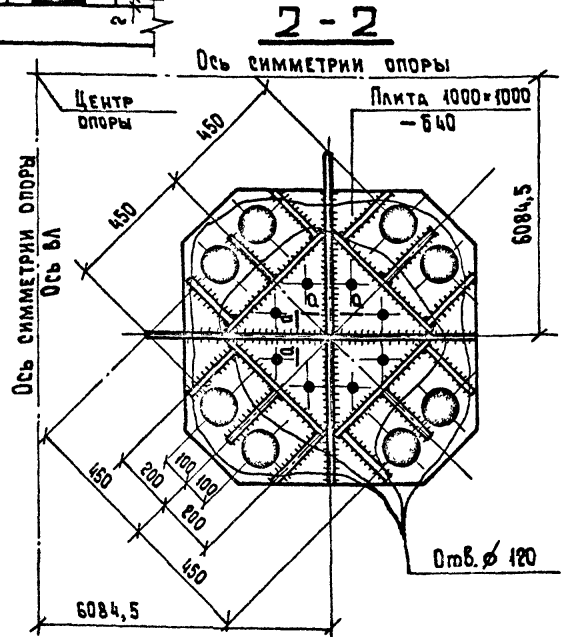 2
2 - 2
Ось симметрии опоры
Центр
опоры
Плита 1000×1000
—δ40
450
450
6084,5
Ось симметрии опоры
Ось ВЛ
а
а
а
а
450
200
100
100
200
450
6084,5
Отв. ϕ 120